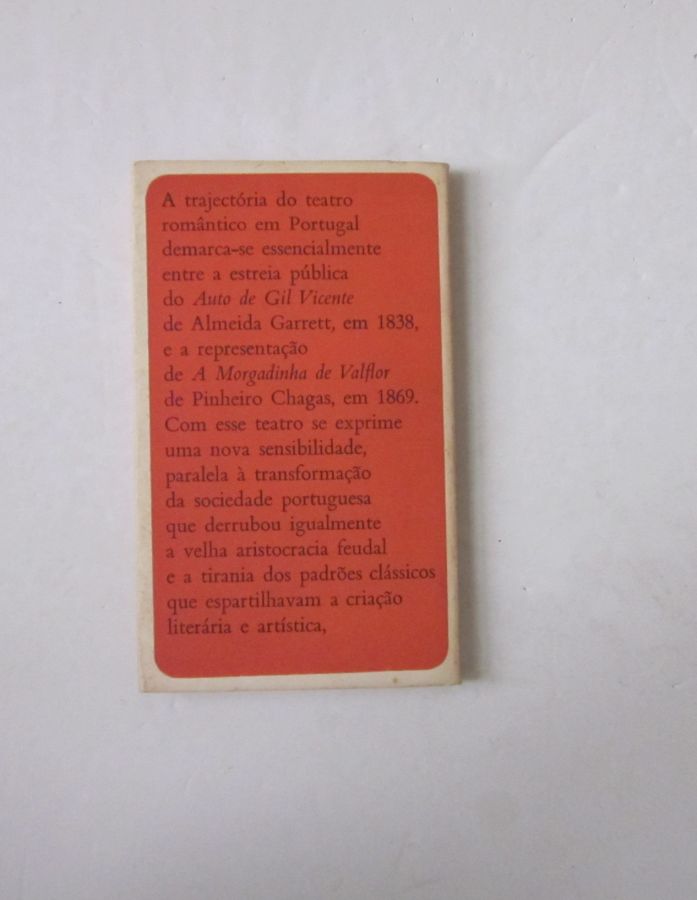 A trajectória do teatro
romântico em Portugal
demarca-se essencialmente
entre a estreia pública
do Auto de Gil Vicente
de Almeida Garrett, em 1838,
e a representação
de A Morgadinha de Valflor
de Pinheiro Chagas, em 1869.
Com esse teatro se exprime
uma nova sensibilidade,
paralela à transformação
da sociedade portuguesa
que derrubou igualmente
a velha aristocracia feudal
e a tirania dos padrões clássicos
que espartilhavam a criação
literária e artística,